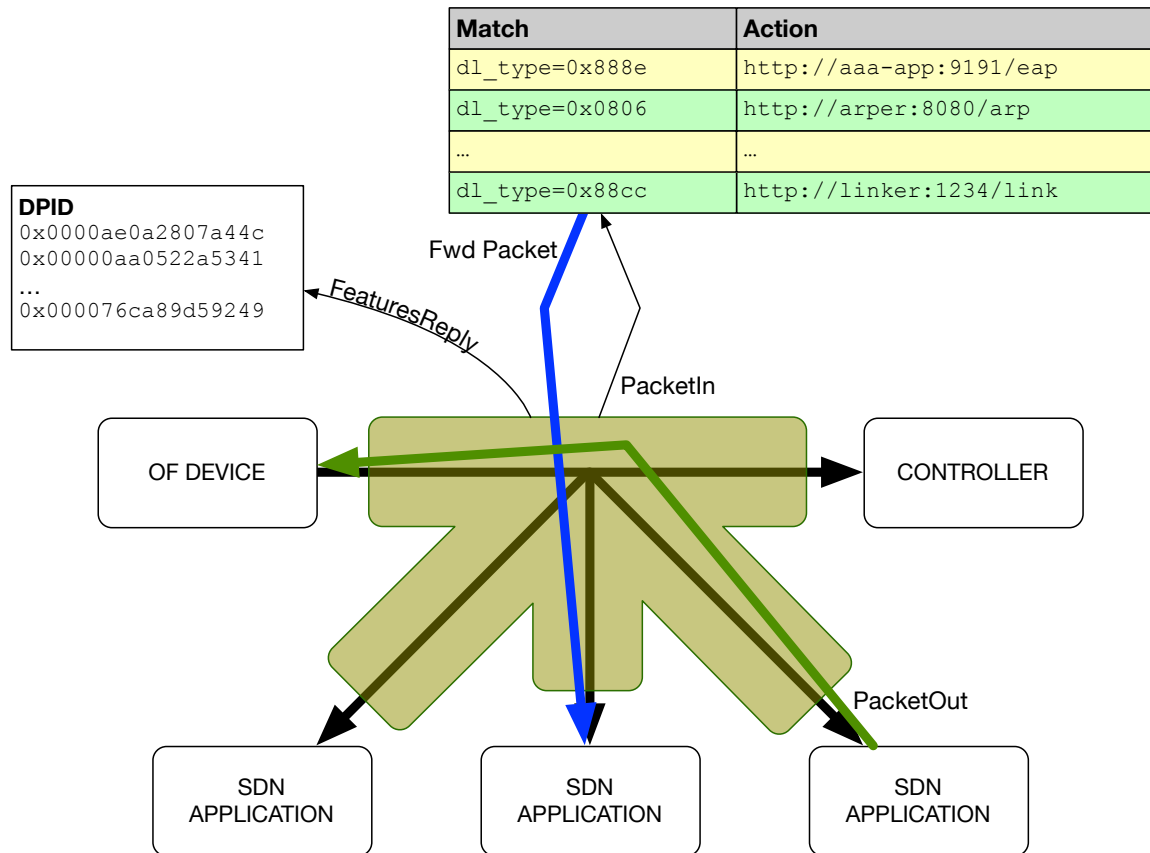 Match Action
dl_type=0x888e http://aaa-app:9191/eap
dl_type=0x0806 http://arper:8080/arp
… …
dl_type=0x88cc http://linker:1234/link
DPID
0x0000ae0a2807a44c
0x00000aa0522a5341
…
0x000076ca89d59249
Fwd Packet
FeaturesReply
PacketIn
OF DEVICE
CONTROLLER
PacketOut
SDN
APPLICATION
SDN
APPLICATION
SDN
APPLICATION